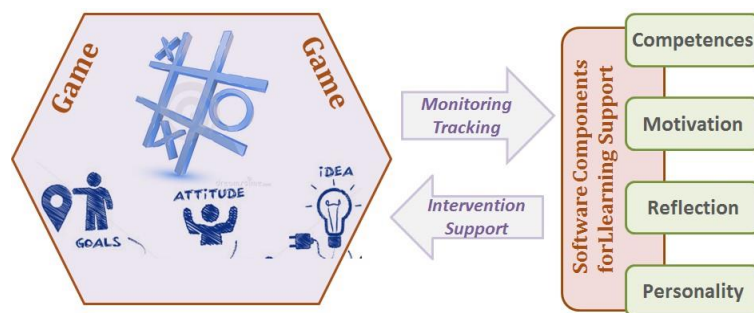 Game
Game
GOALS
ATTITUDE
iDEA
Monitoring
Tracking
Intervention
Support
Software Components
forLlearning Support
Competences
Motivation
Reflection
Personality